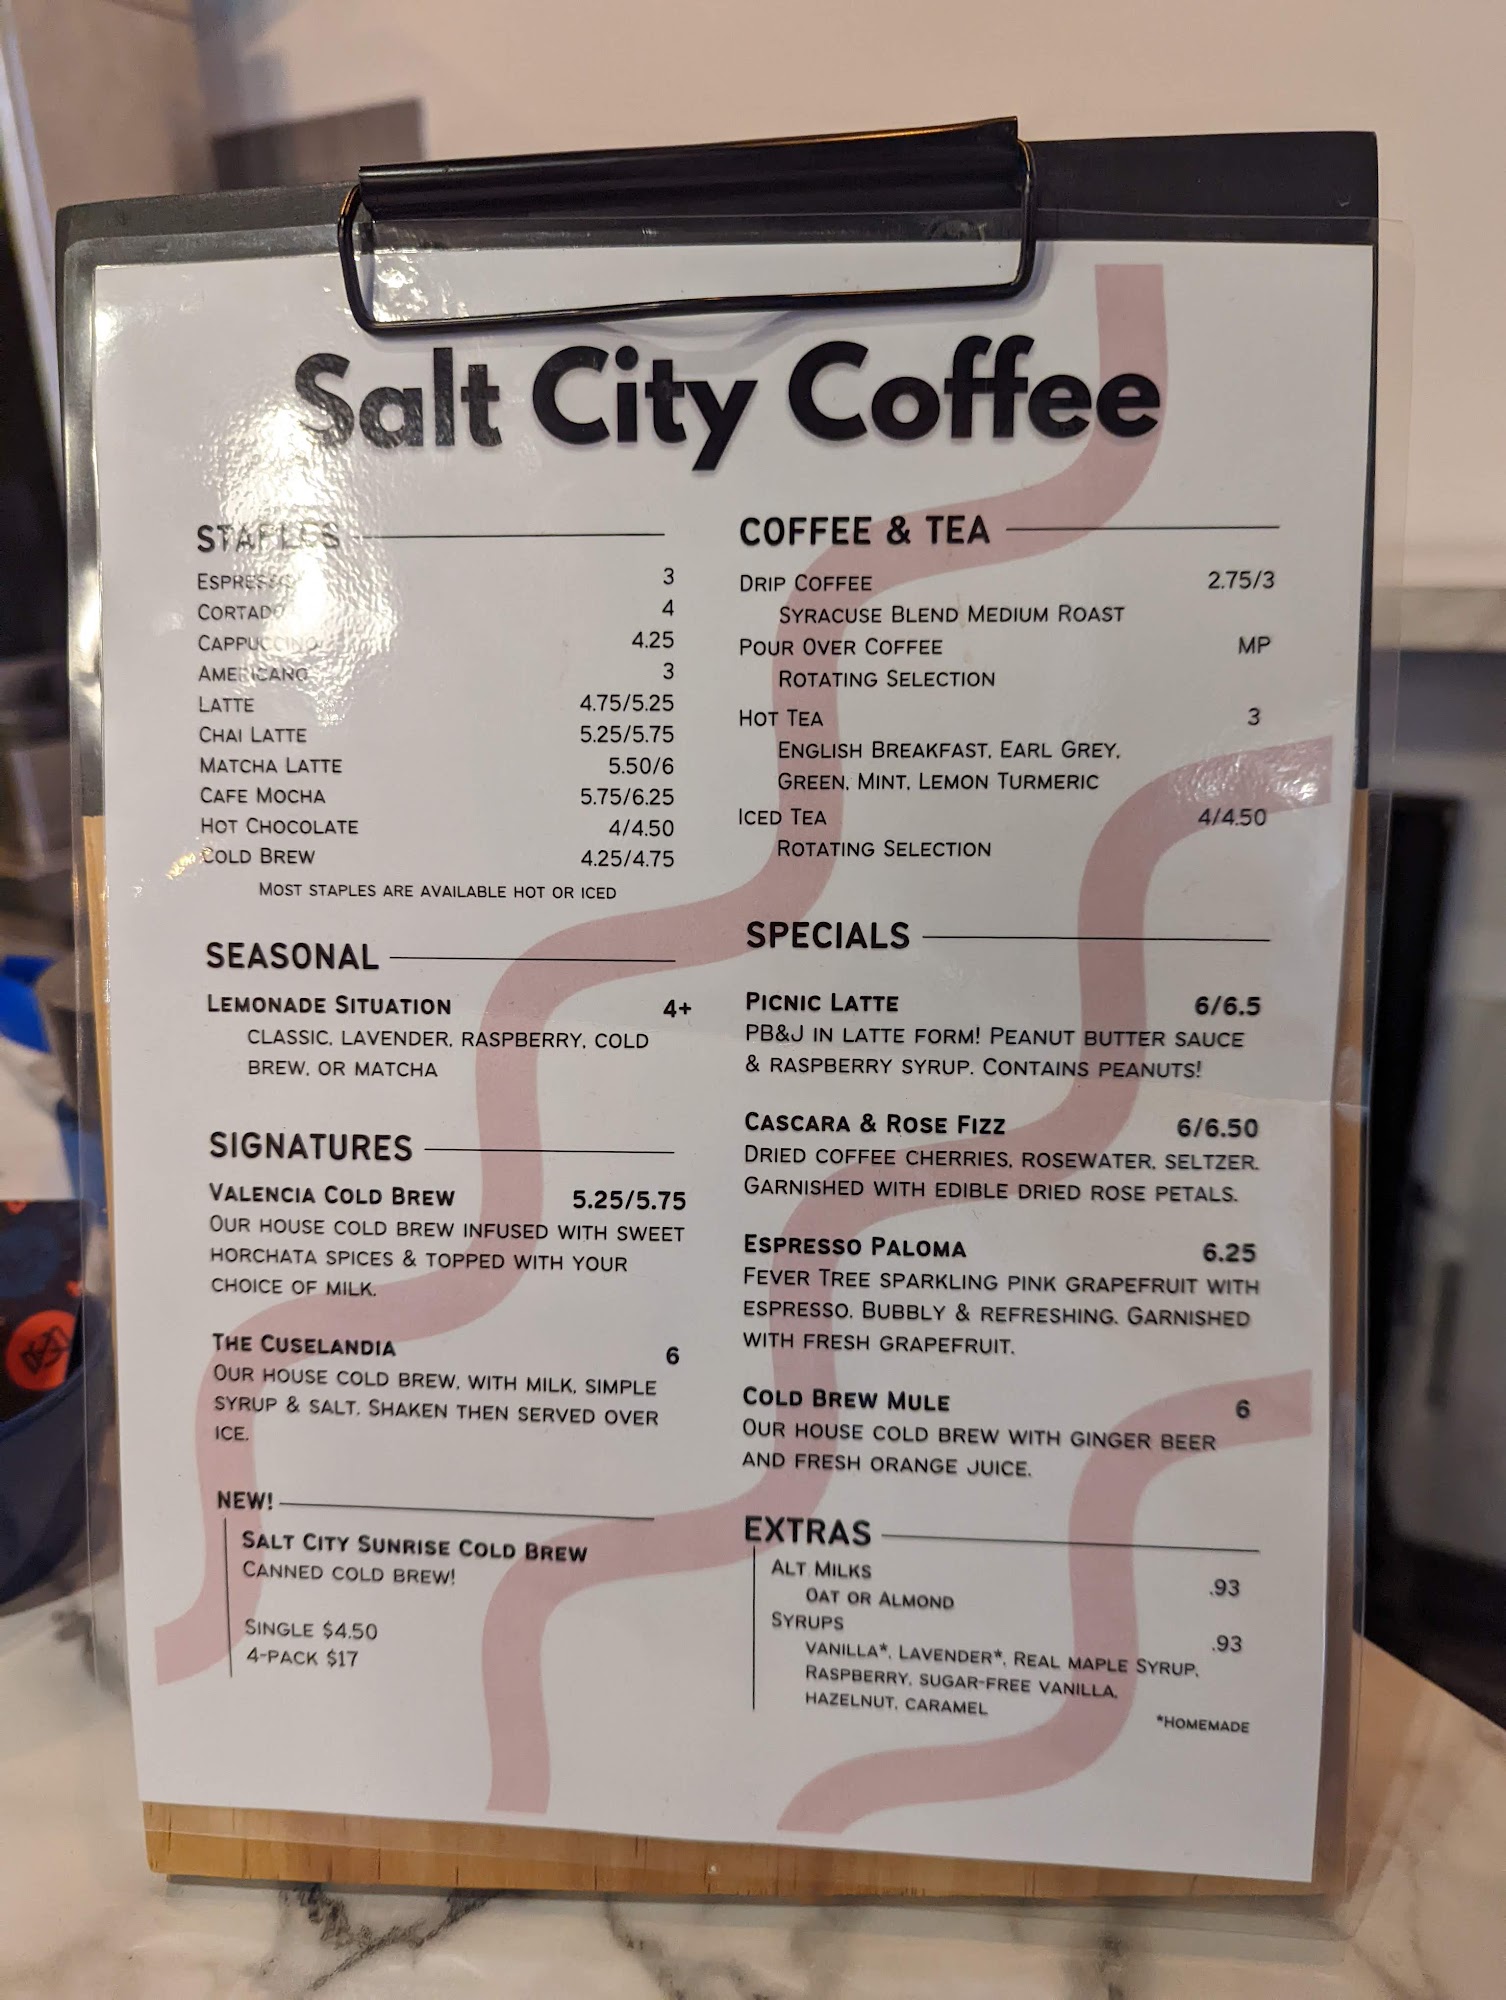 Salt City Coffee
STAPLES
ESPRESSO 3
CORTADO 4
CAPPUCCINO 4.25
AMERICANO 3
LATTE 4.75/5.25
CHAI LATTE 5.25/5.75
MATCHA LATTE 5.50/6
CAFE MOCHA 5.75/6.25
HOT CHOCOLATE 4/4.50
COLD BREW 4.25/4.75
MOST STAPLES ARE AVAILABLE HOT OR ICED
SEASONAL
LEMONADE SITUATION 4+
CLASSIC, LAVENDER, RASPBERRY, COLD
BREW, OR MATCHA
SIGNATURES
VALENCIA COLD BREW 5.25/5.75
OUR HOUSE COLD BREW INFUSED WITH SWEET
HORCHATA SPICES & TOPPED WITH YOUR
CHOICE OF MILK.
THE CUSELANDIA 6
OUR HOUSE COLD BREW, WITH MILK, SIMPLE
SYRUP & SALT. SHAKEN THEN SERVED OVER
ICE.
NEW!
SALT CITY SUNRISE COLD BREW
CANNED COLD BREW!
SINGLE $4.50
4-PACK $17
COFFEE & TEA
DRIP COFFEE 2.75/3
SYRACUSE BLEND MEDIUM ROAST
POUR OVER COFFEE MP
ROTATING SELECTION
HOT TEA 3
ENGLISH BREAKFAST, EARL GREY,
GREEN, MINT, LEMON TURMERIC
ICED TEA 4/4.50
ROTATING SELECTION
SPECIALS
PICNIC LATTE 6/6.5
PB&J IN LATTE FORM! PEANUT BUTTER SAUCE
& RASPBERRY SYRUP. CONTAINS PEANUTS!
CASCARA & ROSE FIZZ 6/6.50
DRIED COFFEE CHERRIES, ROSEWATER, SELTZER.
GARNISHED WITH EDIBLE DRIED ROSE PETALS.
ESPRESSO PALOMA 6.25
FEVER TREE SPARKLING PINK GRAPEFRUIT WITH
ESPRESSO. BUBBLY & REFRESHING. GARNISHED
WITH FRESH GRAPEFRUIT.
COLD BREW MULE 6
OUR HOUSE COLD BREW WITH GINGER BEER
AND FRESH ORANGE JUICE.
EXTRAS
ALT MILKS .93
OAT OR ALMOND
SYRUPS .93
VANILLA*, LAVENDER*, REAL MAPLE SYRUP,
RASPBERRY, SUGAR-FREE VANILLA,
HAZELNUT, CARAMEL
*HOMEMADE